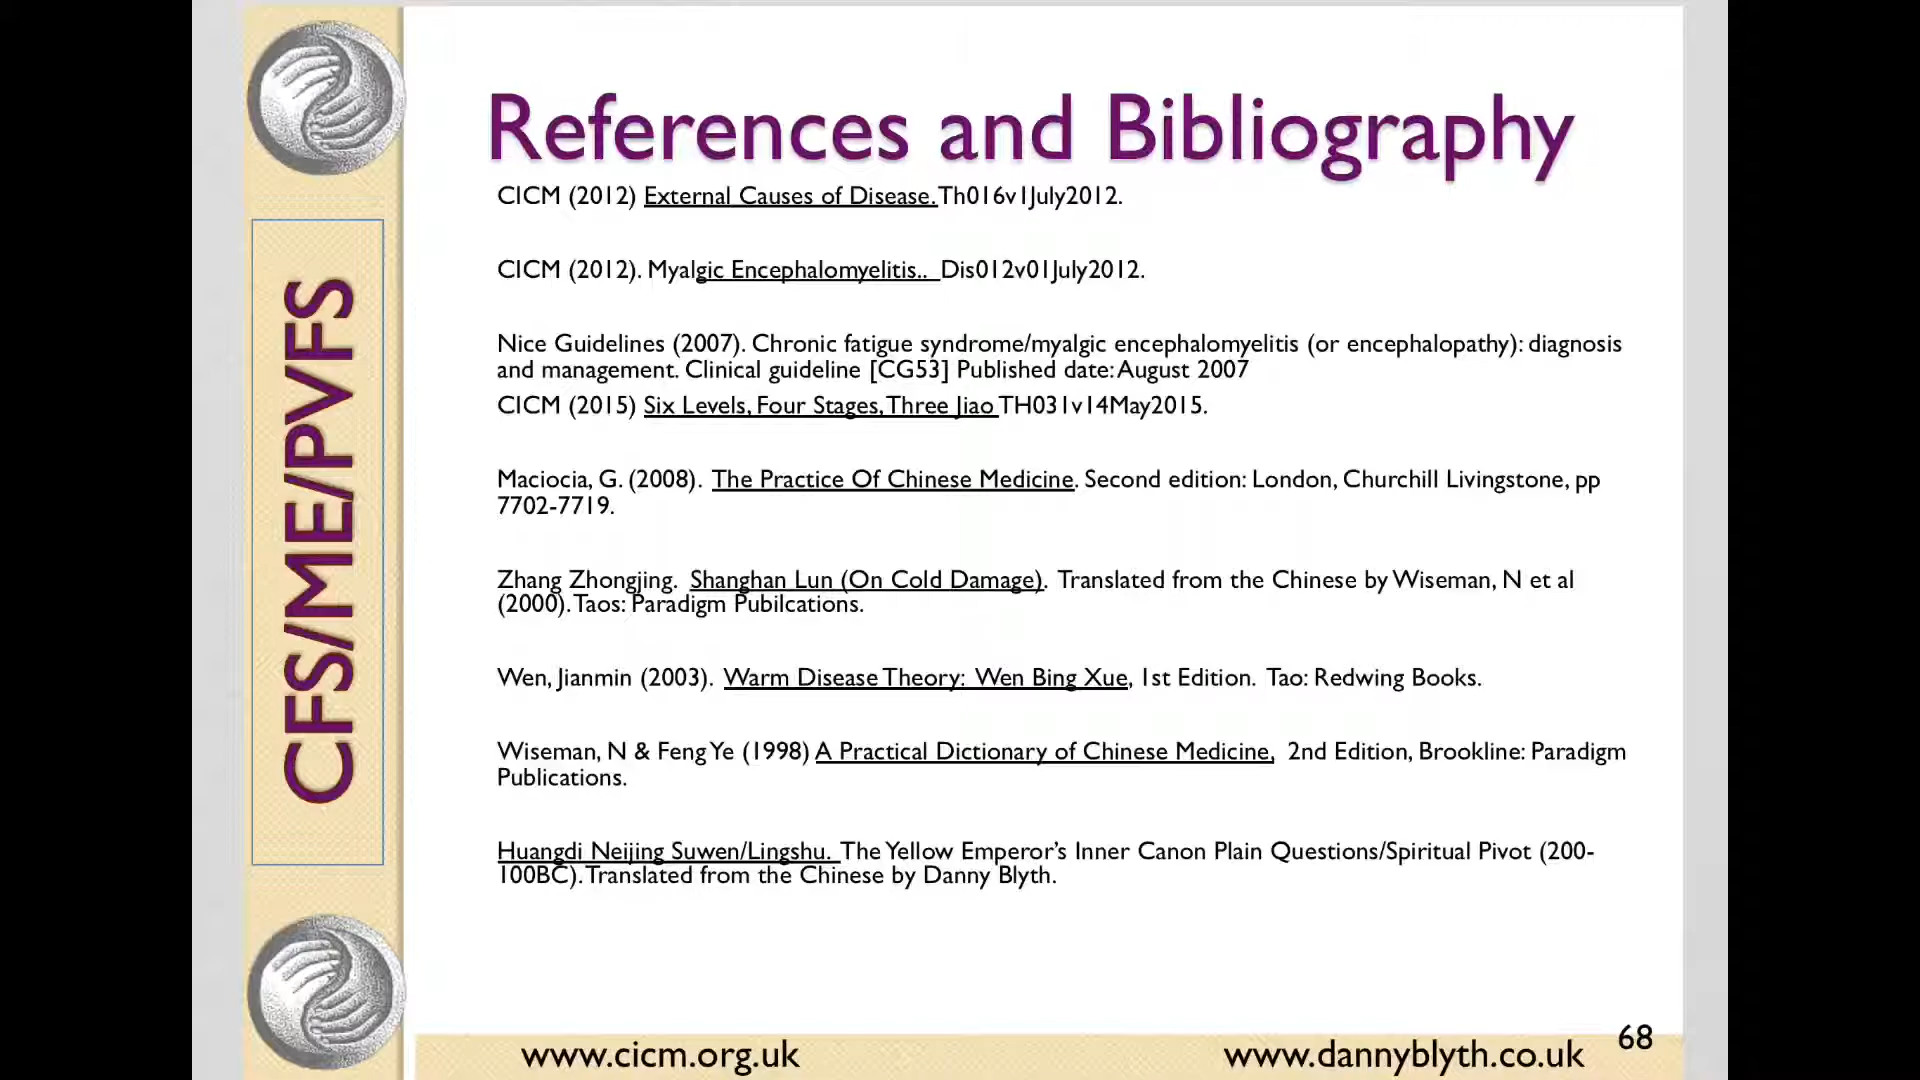 References and Bibliography
CICM (2012) External Causes of Disease. Th016v1July2012.
CICM (2012). Myalgic Encephalomyelitis.. Dis012v01July2012.
Nice Guidelines (2007). Chronic fatigue syndrome/myalgic encephalomyelitis (or encephalopathy): diagnosis
and management. Clinical guideline [CG53] Published date: August 2007
CICM (2015) Six Levels, Four Stages, Three Jiao TH031v14May2015.
Maciocia, G. (2008). The Practice Of Chinese Medicine. Second edition: London, Churchill Livingstone, pp
7702-7719.
Zhang Zhongjing. Shanghan Lun (On Cold Damage). Translated from the Chinese by Wiseman, N et al
(2000). Taos: Paradigm Pubilcations.
Wen, Jianmin (2003). Warm Disease Theory: Wen Bing Xue, 1st Edition. Tao: Redwing Books.
Wiseman, N & Feng Ye (1998) A Practical Dictionary of Chinese Medicine, 2nd Edition, Brookline: Paradigm
Publications.
Huangdi Neijing Suwen/Lingshu. The Yellow Emperor's Inner Canon Plain Questions/Spiritual Pivot (200-
100BC). Translated from the Chinese by Danny Blyth.
CFS/ME/PVFS
www.cicm.org.uk
www.dannyblyth.co.uk
68